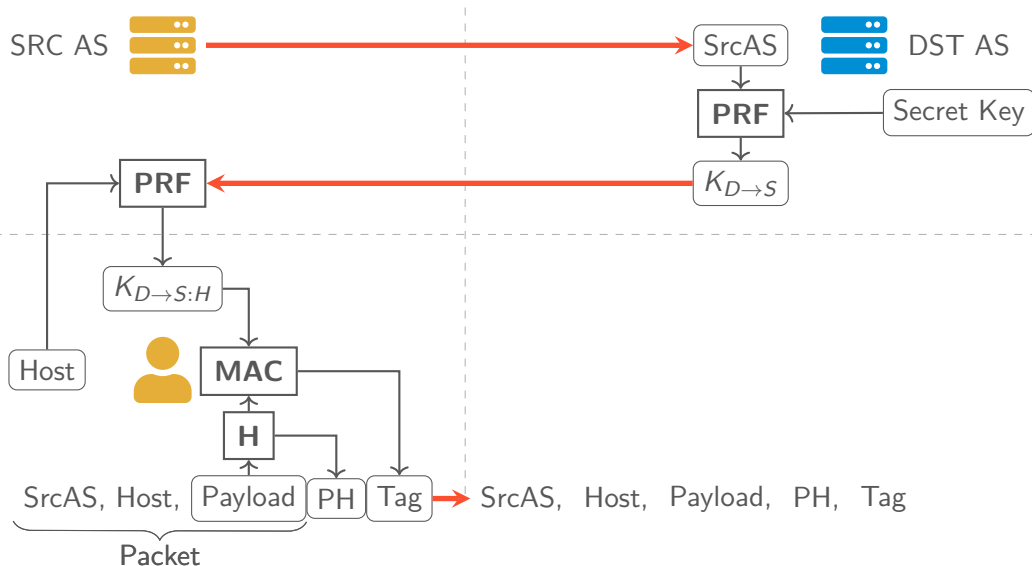 SRC AS
SrcAS
DST AS
PRF
Secret Key
PRF
K_{D→S}
K_{D→S:H}
Host
MAC
H
SrcAS, Host, Payload PH Tag
SrcAS, Host, Payload, PH, Tag
Packet